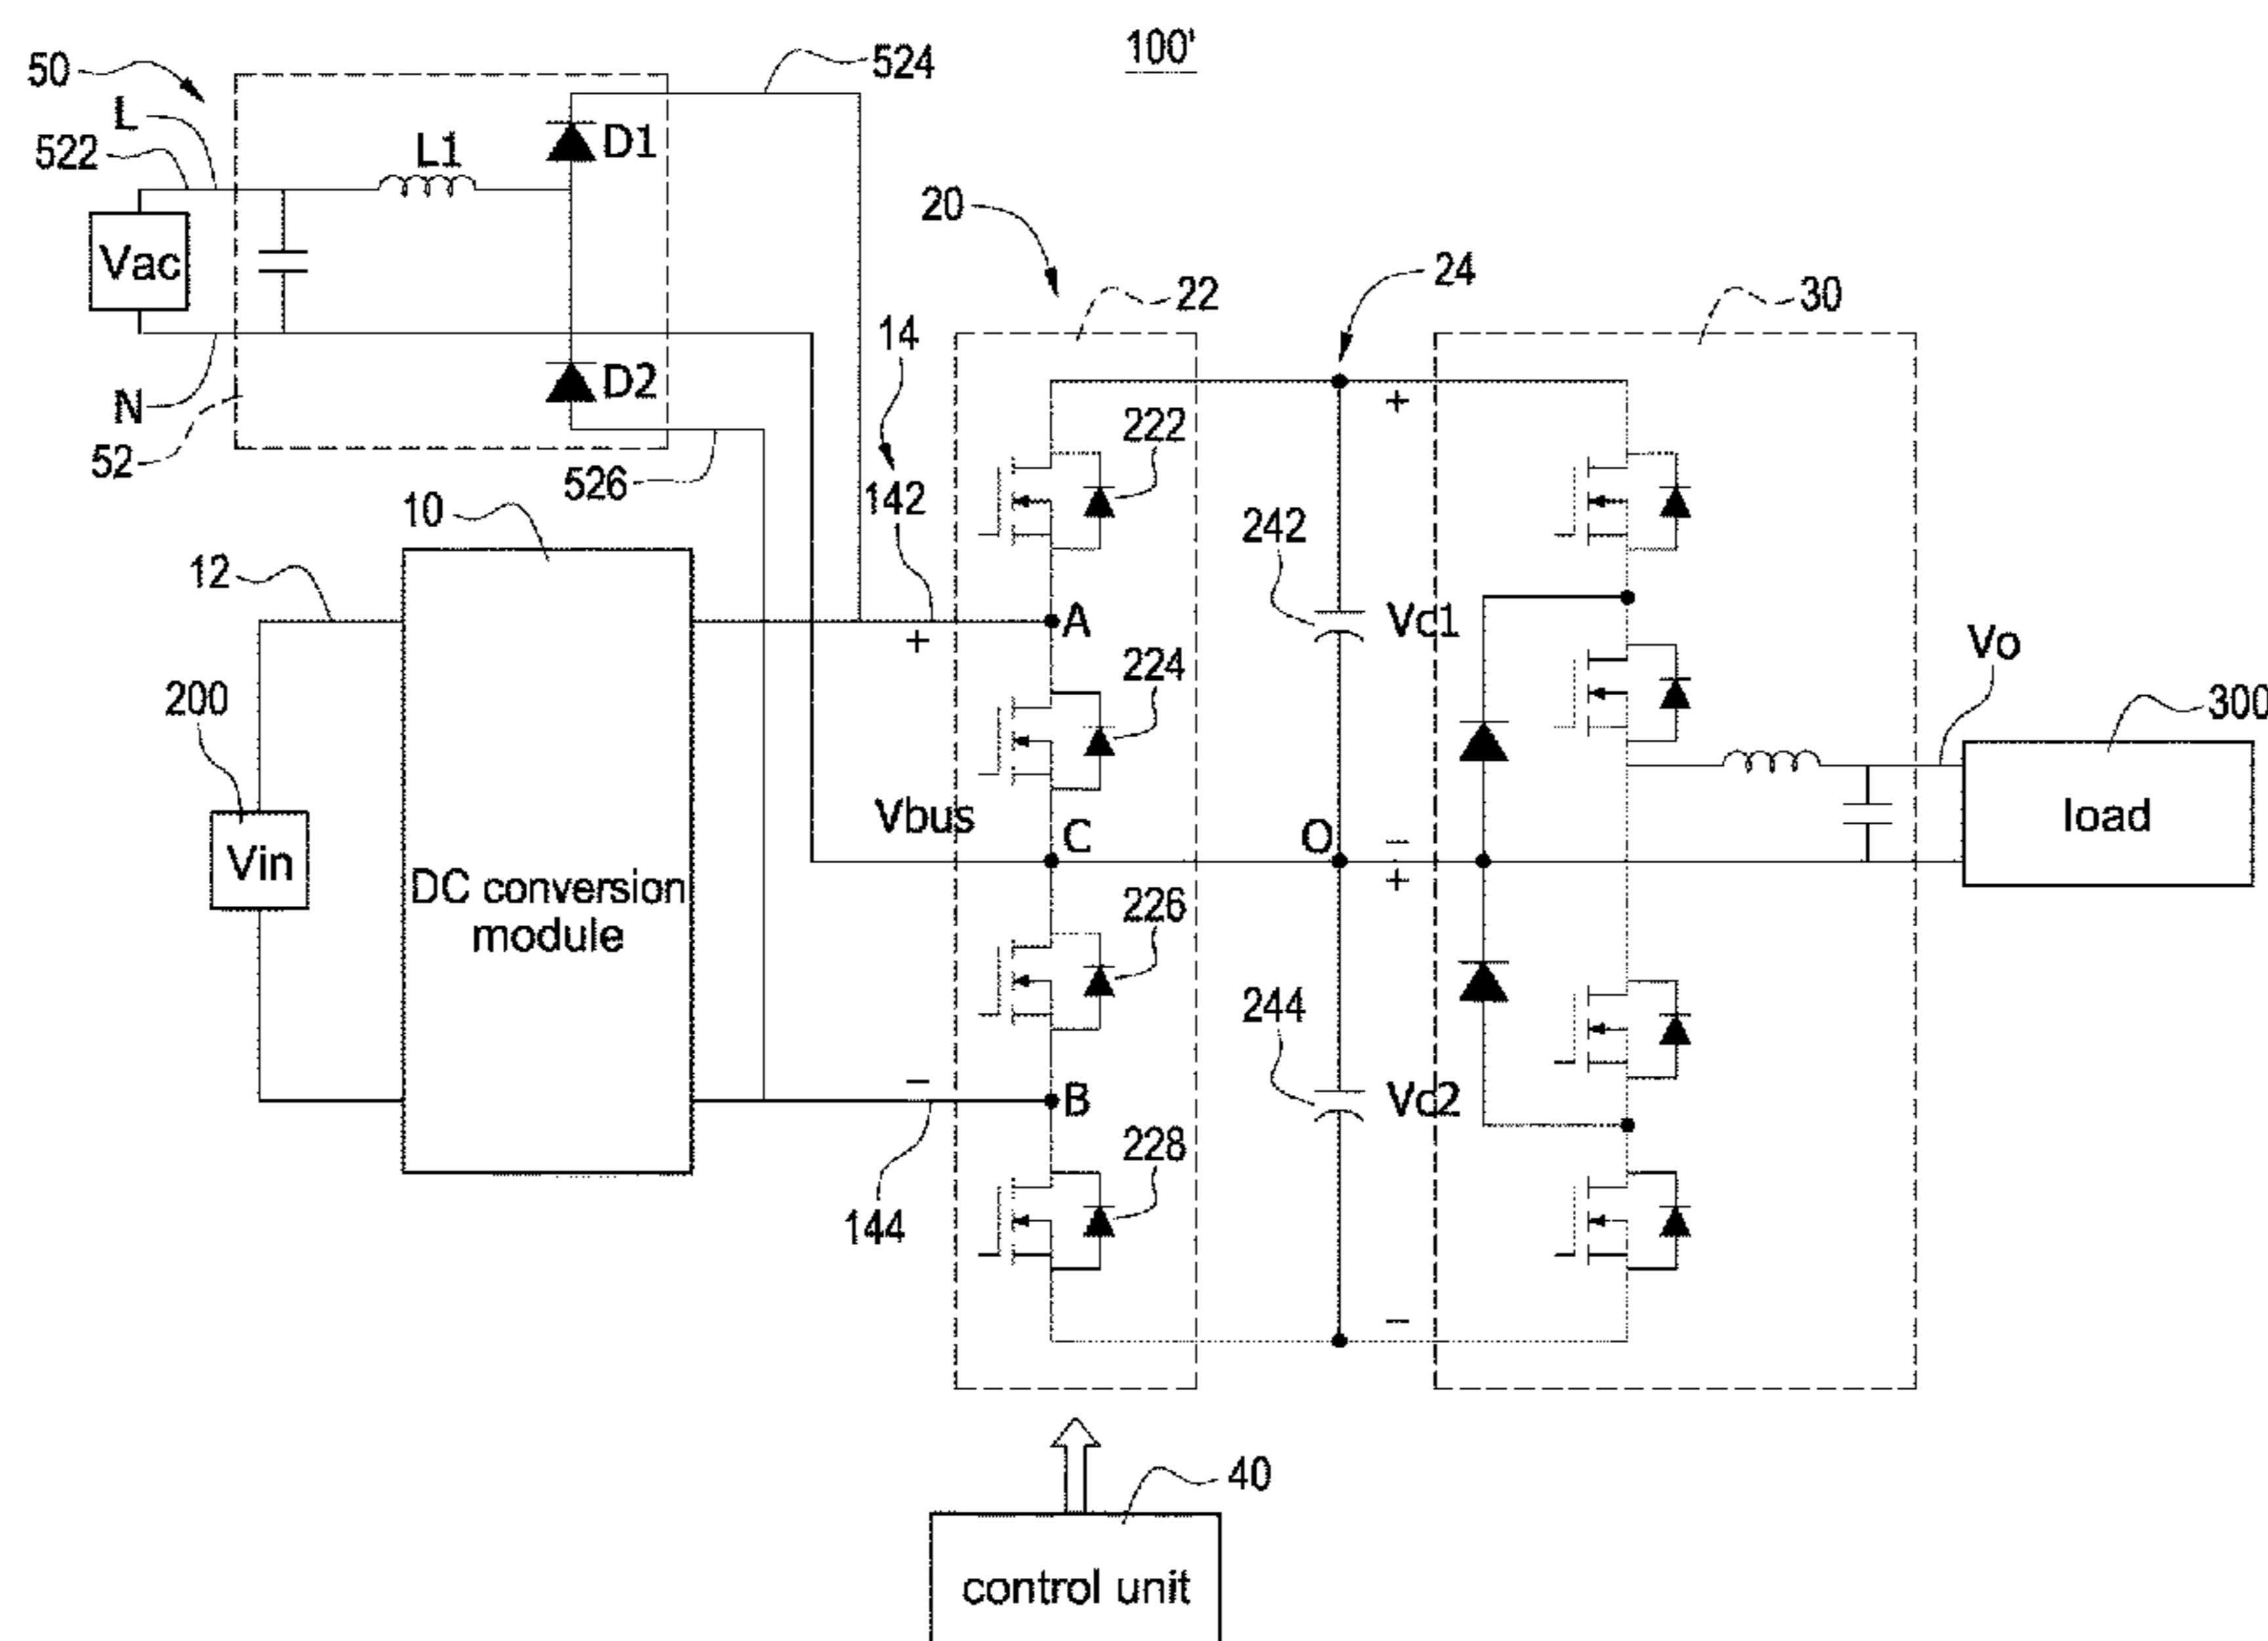 100'
50
524
L
522
L1
D1
20
Vac
24
22
30
14
N
D2
52
526
222
142
10
12
242
Vc1
A
224
Vo
200
300
Vbus
C
O
load
Vin
DC conversion
module
226
244
Vc2
B
228
144
+
-
+
-
+
-
40
control unit